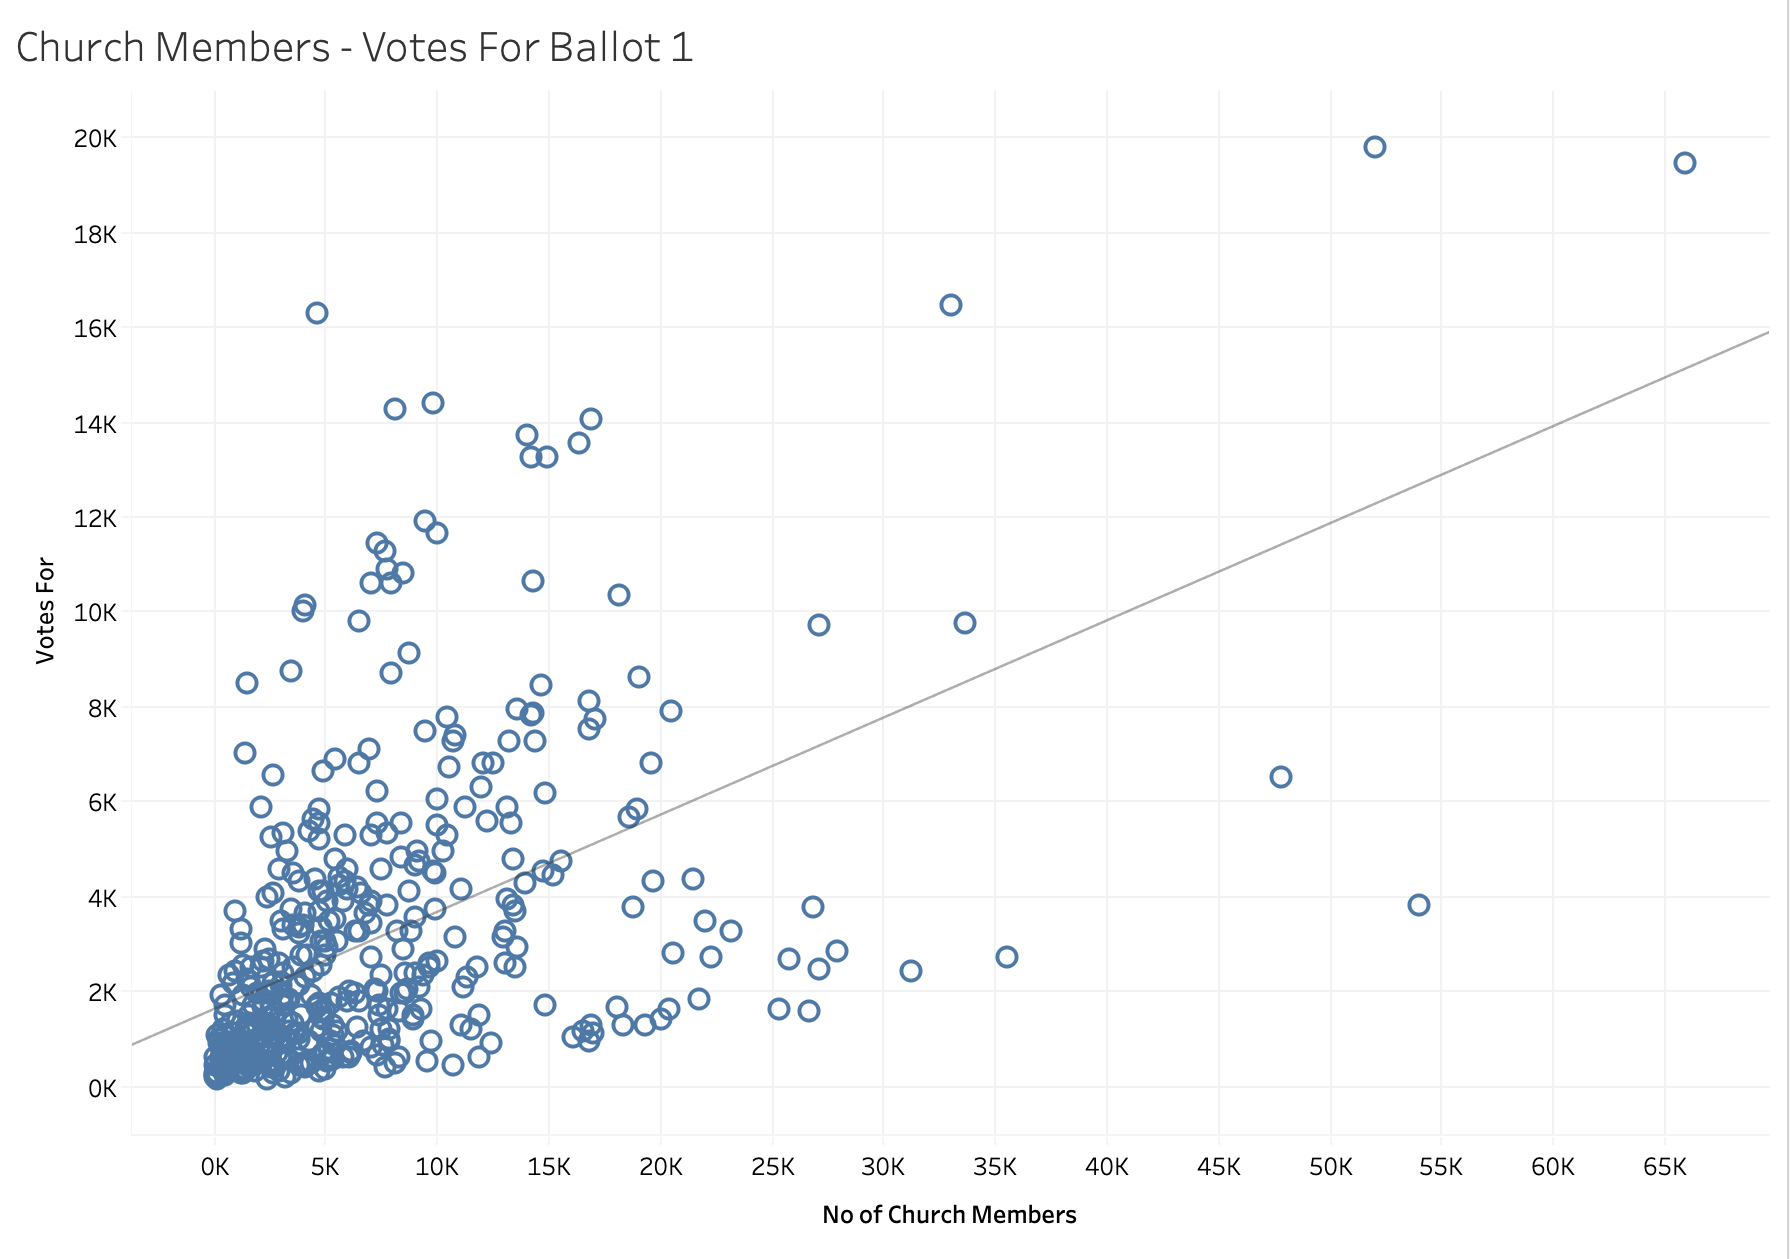 Church Members - Votes For Ballot 1
20K
18K
16K
14K
12K
10K
8K
6K
4K
2K
0K
Votes For
0K 5K 10K 15K 20K 25K 30K 35K 40K 45K 50K 55K 60K 65K
No of Church Members